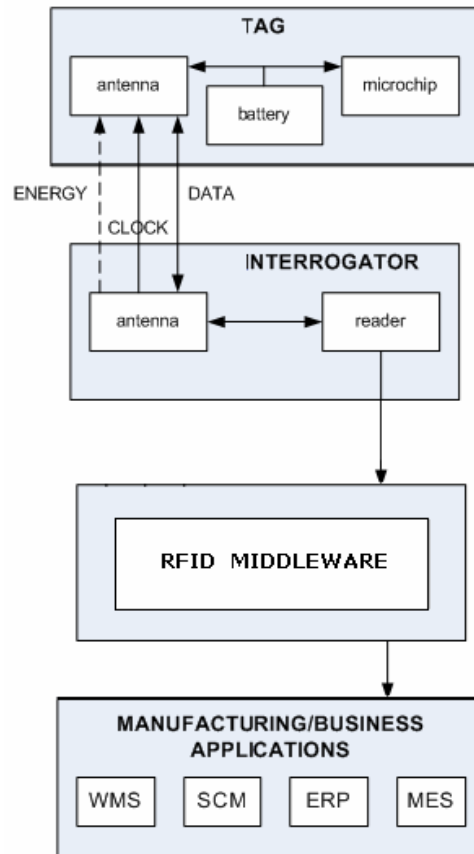 TAG
antenna
microchip
battery
ENERGY
DATA
CLOCK
INTERROGATOR
antenna
reader
RFID MIDDLEWARE
MANUFACTURING/BUSINESS
APPLICATIONS
WMS
SCM
ERP
MES